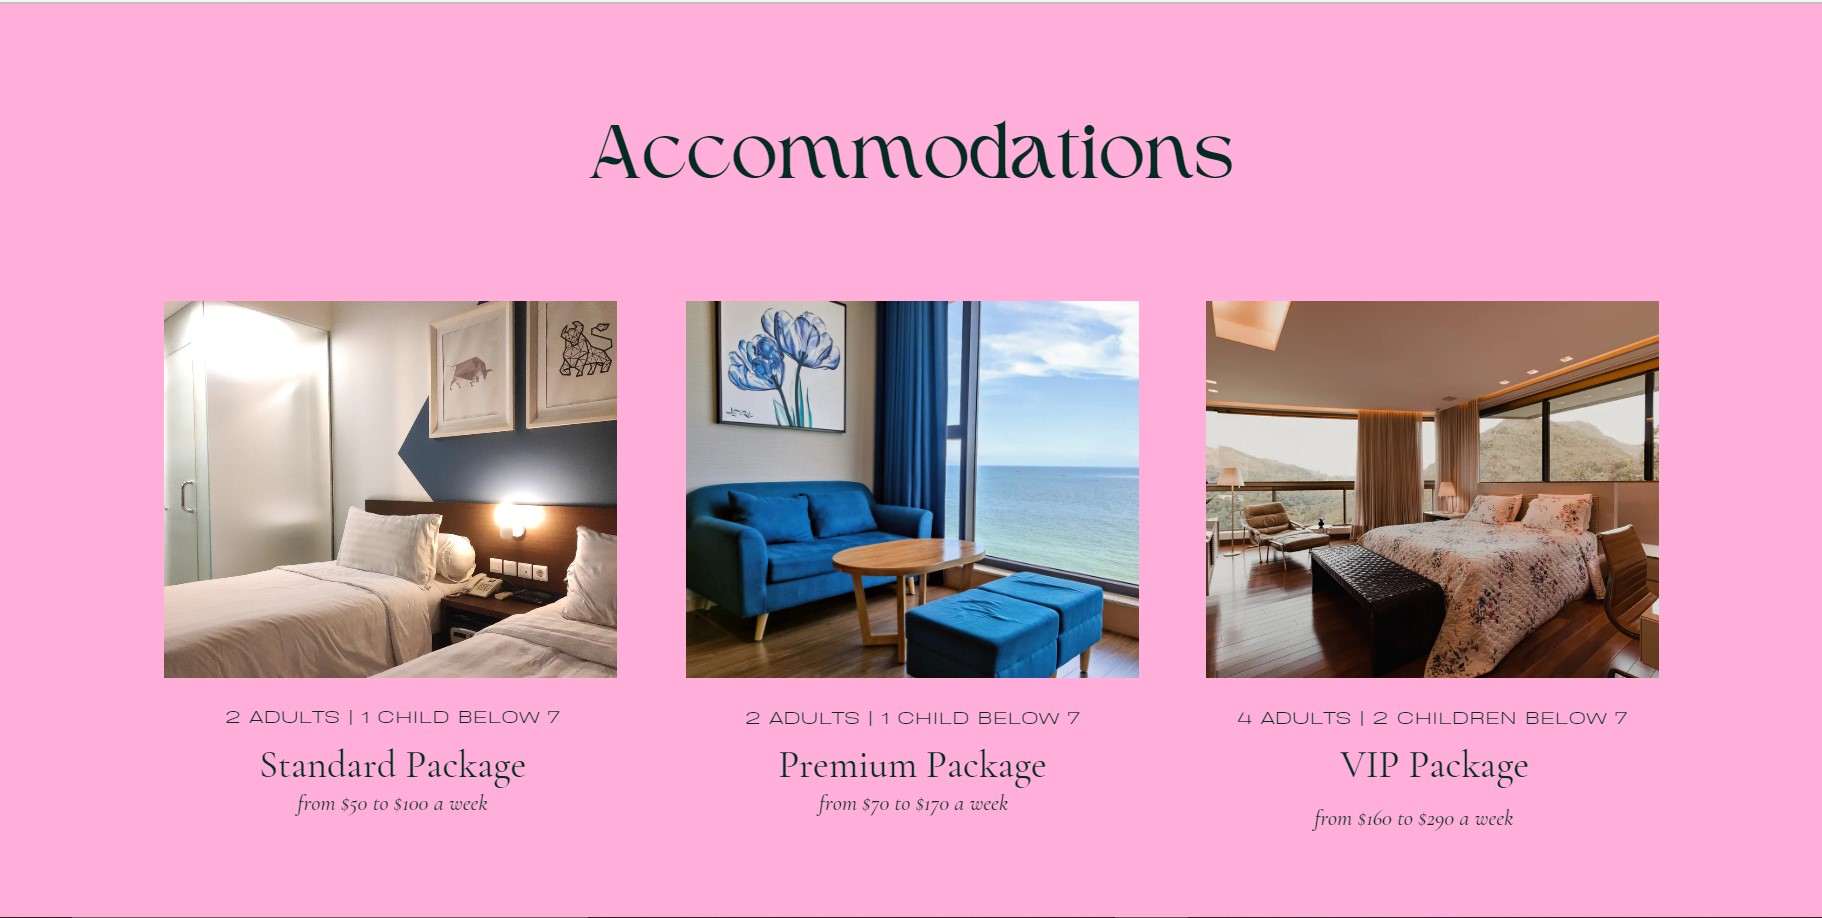 Accommodations
2 ADULTS | 1 CHILD BELOW 7
Standard Package
from $50 to $100 a week
2 ADULTS | 1 CHILD BELOW 7
Premium Package
from $70 to $170 a week
4 ADULTS | 2 CHILDREN BELOW 7
VIP Package
from $160 to $290 a week